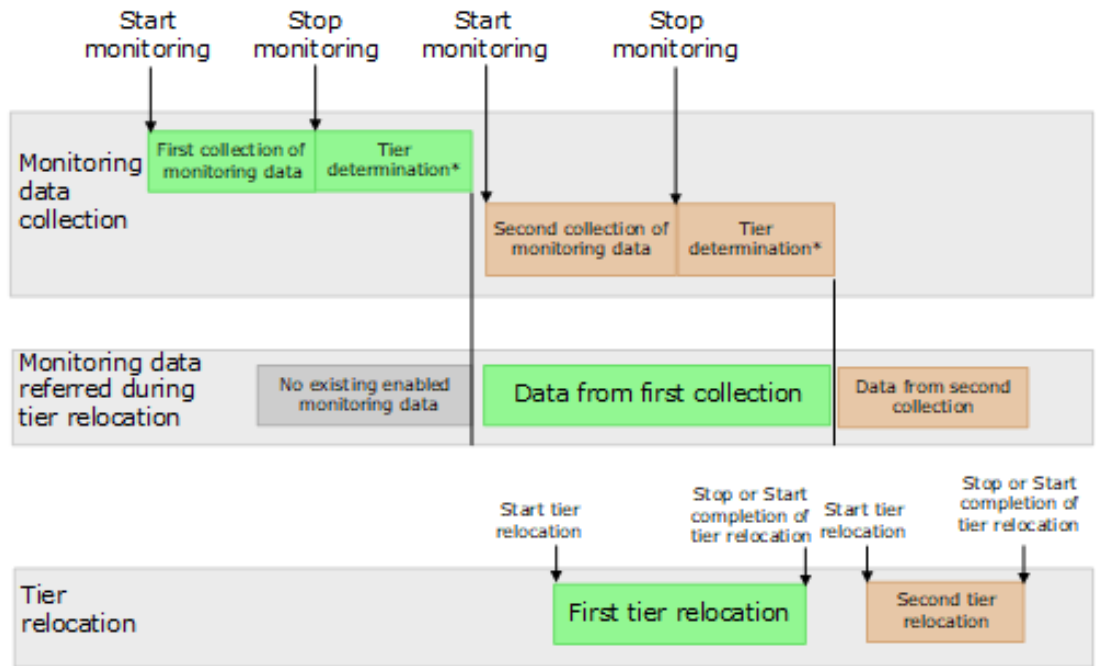 Start
monitoring
Stop
monitoring
Start
monitoring
Stop
monitoring
Monitoring
data
collection
First collection of
monitoring data
Tier
determination*
Second collection of
monitoring data
Tier
determination*
Monitoring data
referred during
tier relocation
No existing enabled
monitoring data
Data from first collection
Data from second
collection
Start tier
relocation
Stop or Start
completion of
tier relocation
Start tier
relocation
Stop or Start
completion of
tier relocation
Tier
relocation
First tier relocation
Second tier
relocation